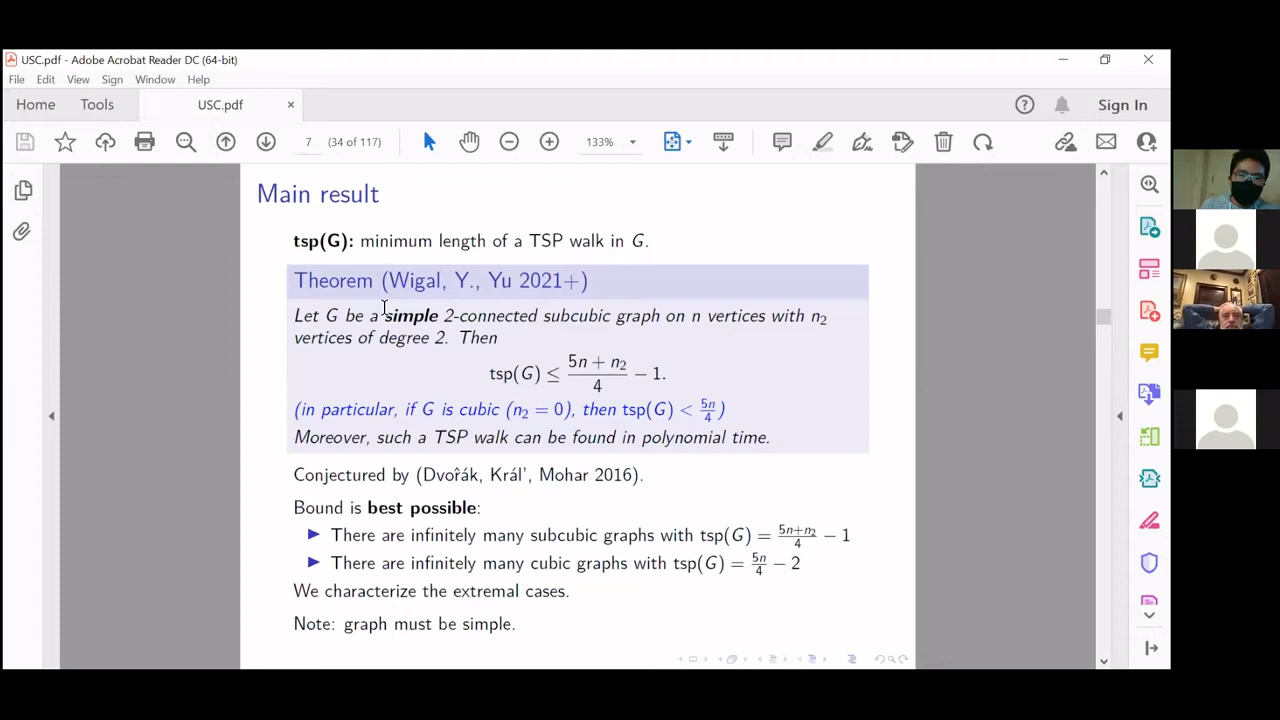 USC.pdf - Adobe Acrobat Reader DC (64-bit)
File Edit View Sign Window Help
Home Tools USC.pdf × Sign In
7 (34 of 117) 133%
Main result
tsp(G): minimum length of a TSP walk in G.
Theorem (Wigal, Y., Yu 2021+)
Let G be a simple 2-connected subcubic graph on n vertices with n₂
vertices of degree 2. Then
tsp(G) ≤ (5n + n₂)/4 − 1.
(in particular, if G is cubic (n₂ = 0), then tsp(G) < 5n/4)
Moreover, such a TSP walk can be found in polynomial time.
Conjectured by (Dvořák, Král', Mohar 2016).
Bound is best possible:
▶ There are infinitely many subcubic graphs with tsp(G) = (5n+n₂)/4 − 1
▶ There are infinitely many cubic graphs with tsp(G) = 5n/4 − 2
We characterize the extremal cases.
Note: graph must be simple.